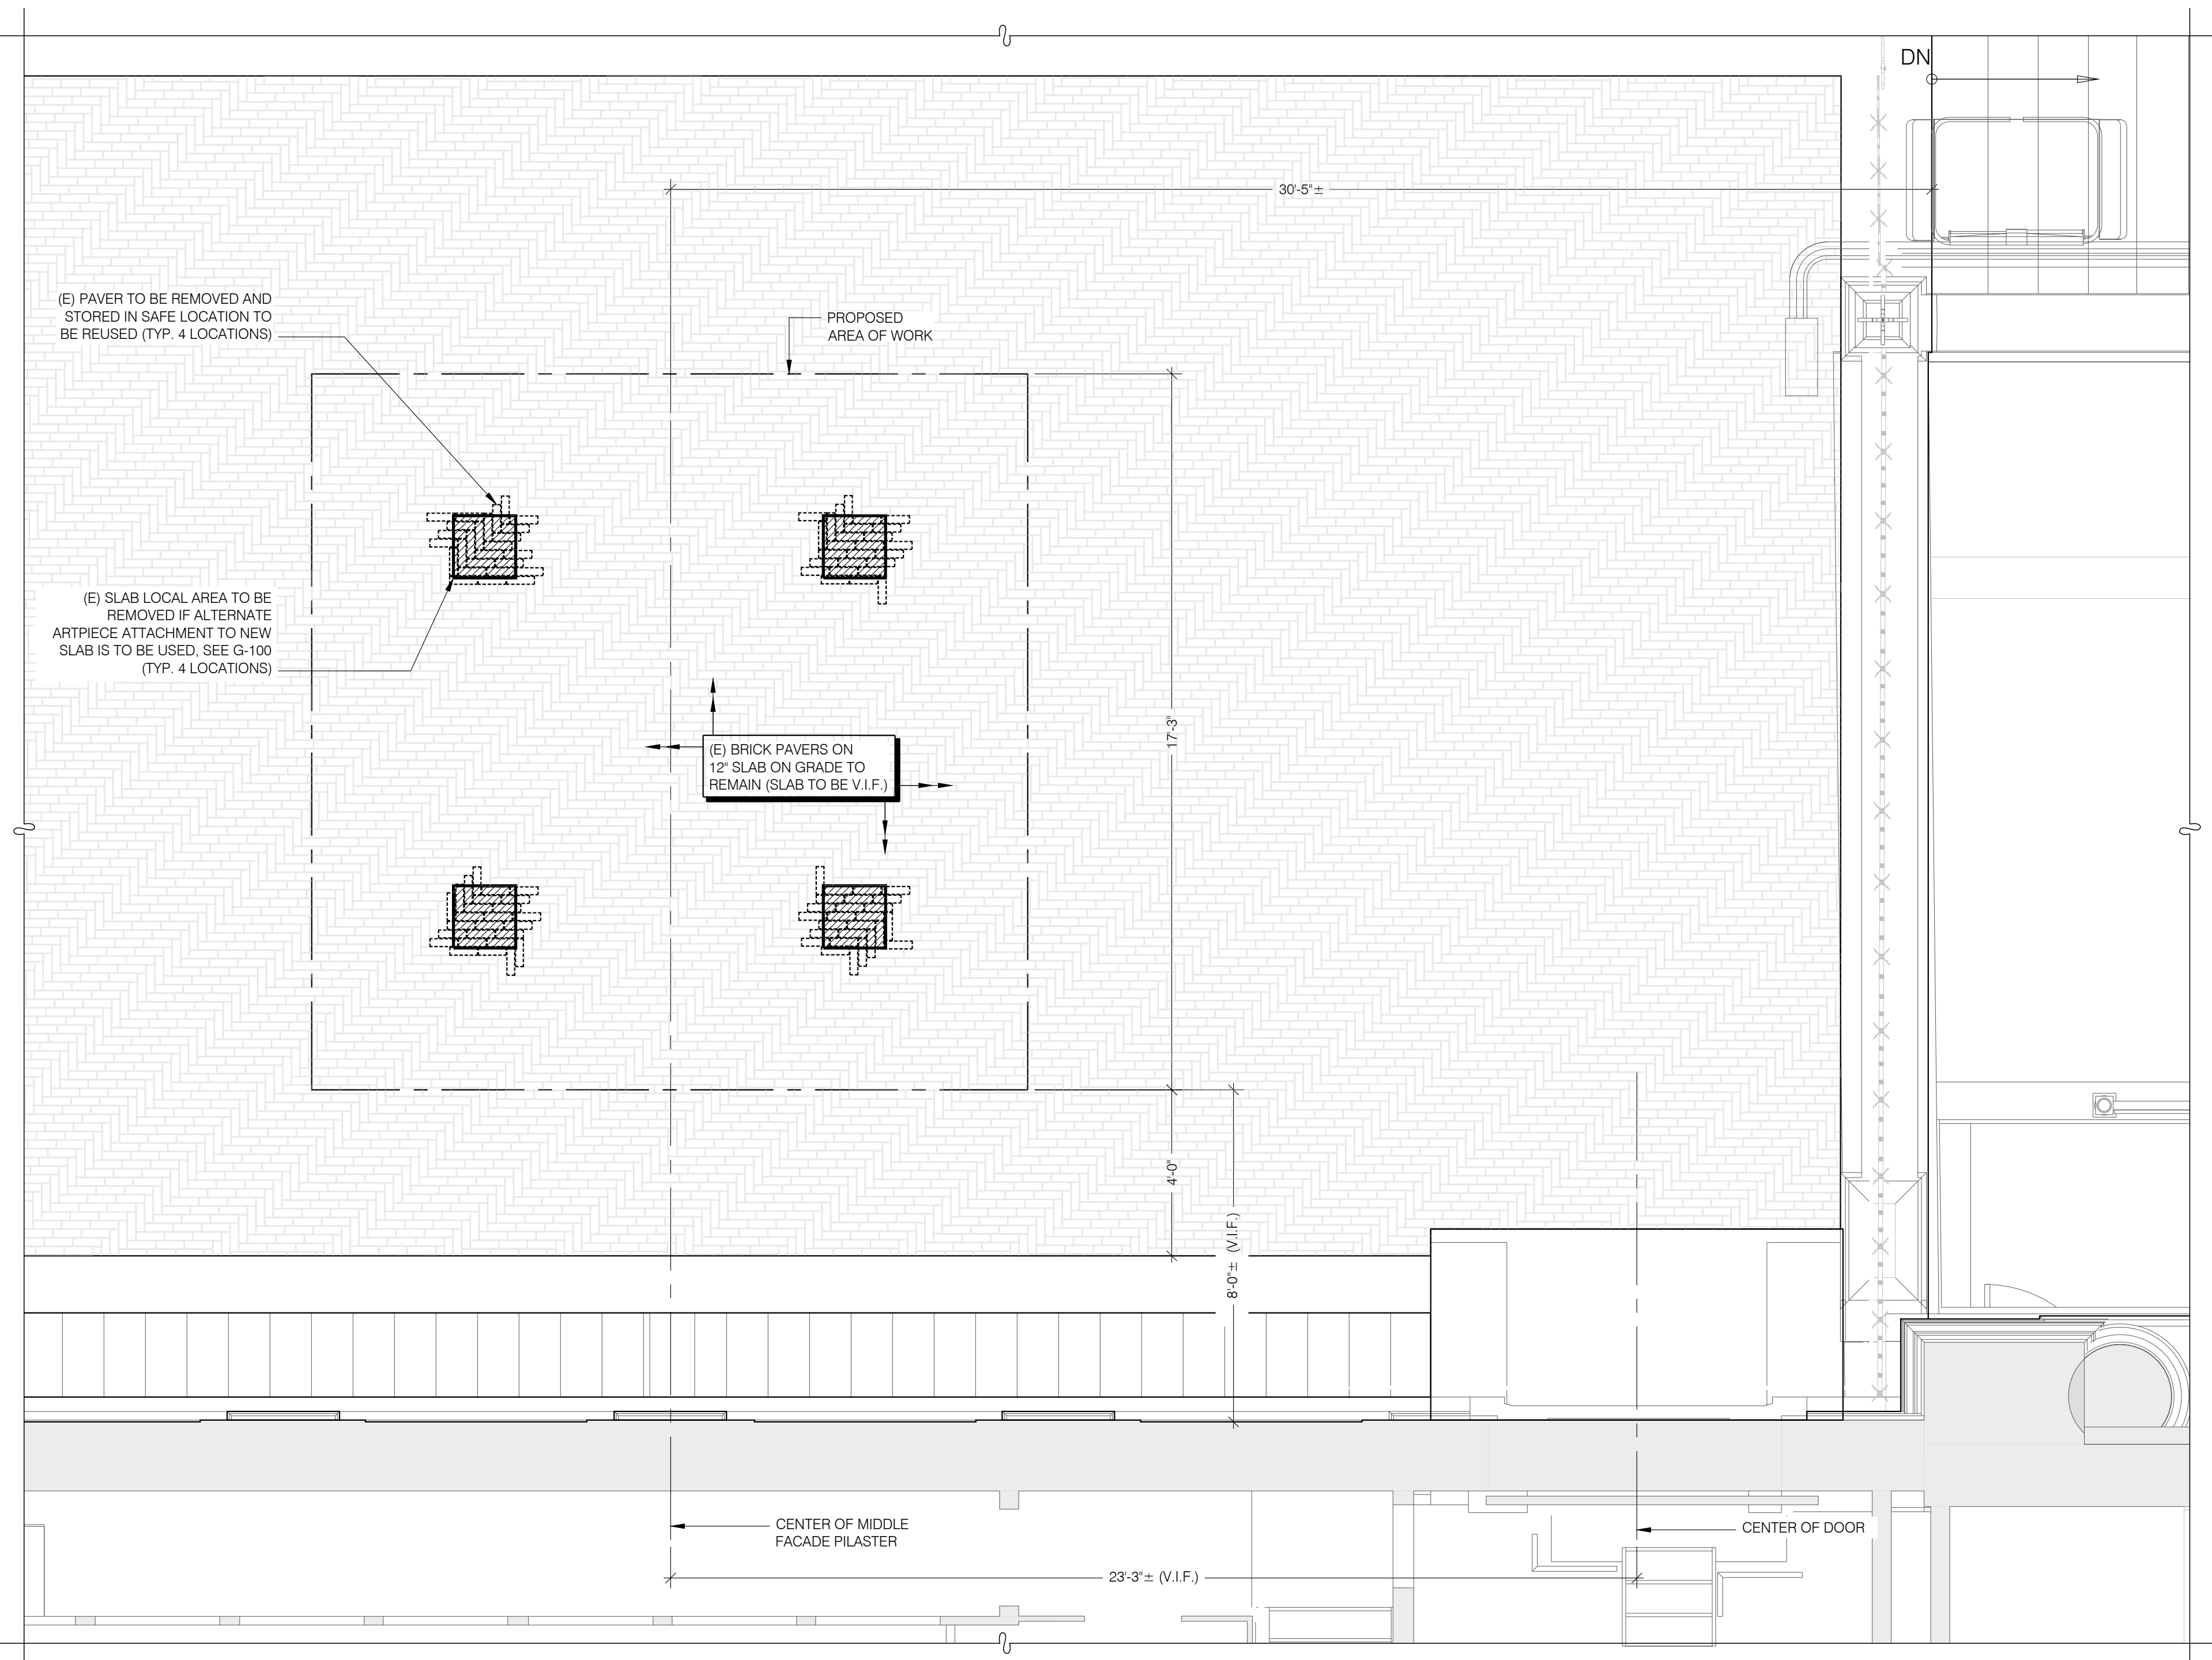 DN
30'-5"±
(E) PAVER TO BE REMOVED AND
STORED IN SAFE LOCATION TO
BE REUSED (TYP. 4 LOCATIONS)
PROPOSED
AREA OF WORK
(E) SLAB LOCAL AREA TO BE
REMOVED IF ALTERNATE
ARTPIECE ATTACHMENT TO NEW
SLAB IS TO BE USED, SEE G-100
(TYP. 4 LOCATIONS)
17'-3"
(E) BRICK PAVERS ON
12" SLAB ON GRADE TO
REMAIN (SLAB TO BE V.I.F.)
4'-0"
8'-0"± (V.I.F.)
CENTER OF MIDDLE
FACADE PILASTER
CENTER OF DOOR
23'-3"± (V.I.F.)